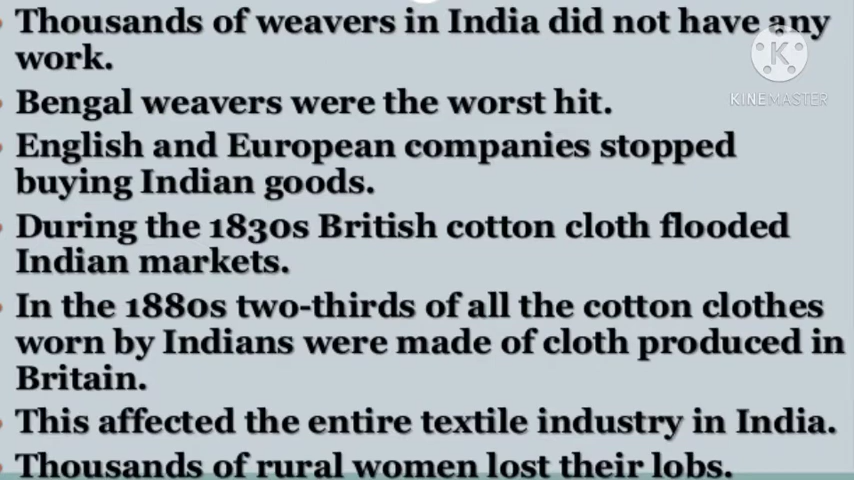 Thousands of weavers in India did not have any
work.
KINEMASTER
Bengal weavers were the worst hit.
English and European companies stopped
buying Indian goods.
During the 1830s British cotton cloth flooded
Indian markets.
In the 1880s two-thirds of all the cotton clothes
worn by Indians were made of cloth produced in
Britain.
This affected the entire textile industry in India.
Thousands of rural women lost their lobs.